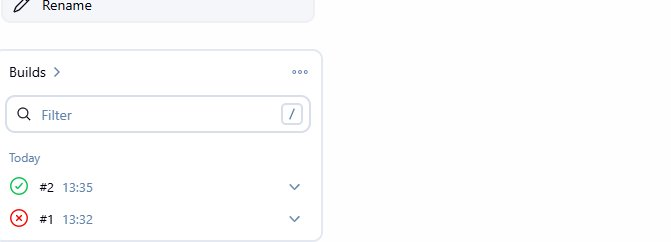 Rename
Builds
Filter /
Today
#2 13:35
#1 13:32